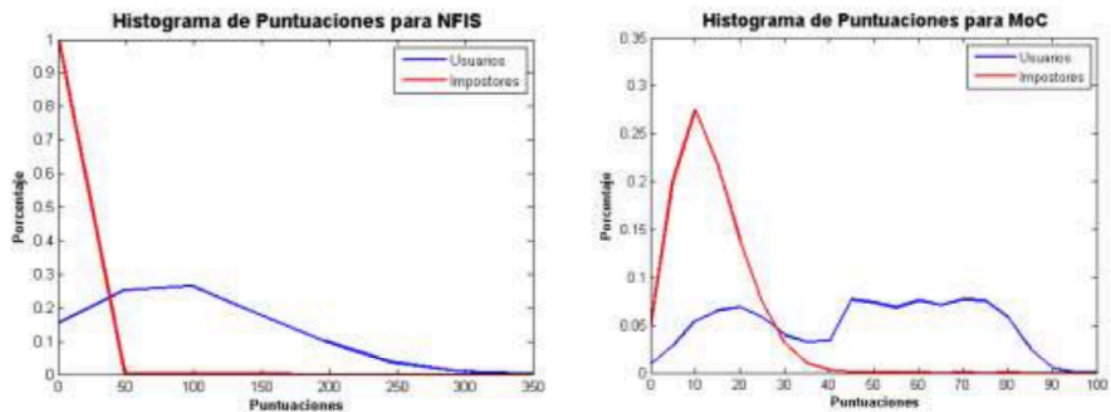 Histograma de Puntuaciones para NFIS
Usuarios
Impostores
Porcentaje
1
0.9
0.8
0.7
0.6
0.5
0.4
0.3
0.2
0.1
0
0 50 100 150 200 250 300 350
Puntuaciones
Histograma de Puntuaciones para MoC
Usuarios
Impostores
Porcentaje
0.35
0.3
0.25
0.2
0.15
0.1
0.05
0
0 10 20 30 40 50 60 70 80 90 100
Puntuaciones